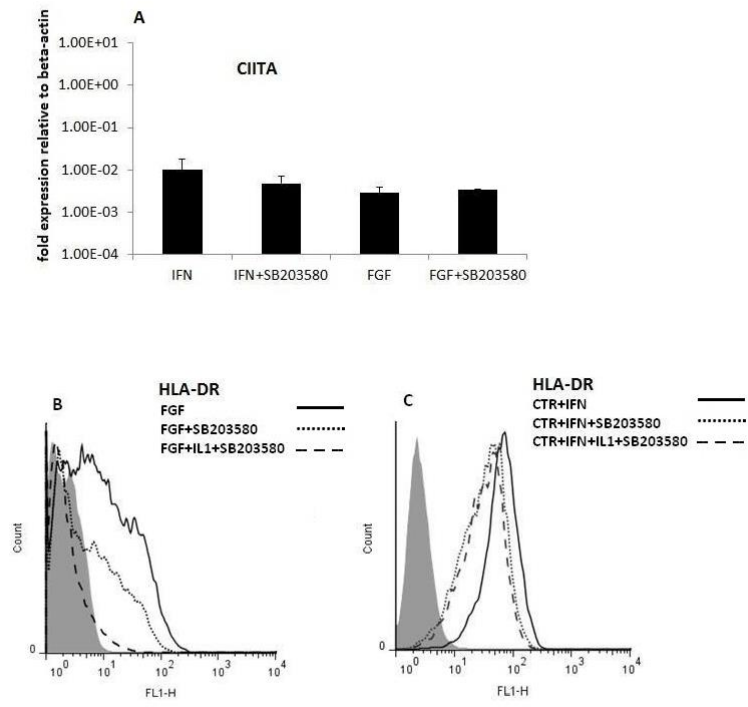 A
fold expression relative to beta-actin
1.00E+01
1.00E+00
1.00E-01
1.00E-02
1.00E-03
1.00E-04
CIITA
IFN IFN+SB203580 FGF FGF+SB203580
B
HLA-DR
FGF
FGF+SB203580
FGF+IL1+SB203580
Count
0
10^0 10^1 10^2 10^3 10^4
FL1-H
C
HLA-DR
CTR+IFN
CTR+IFN+SB203580
CTR+IFN+IL1+SB203580
Count
0
10^0 10^1 10^2 10^3 10^4
FL1-H